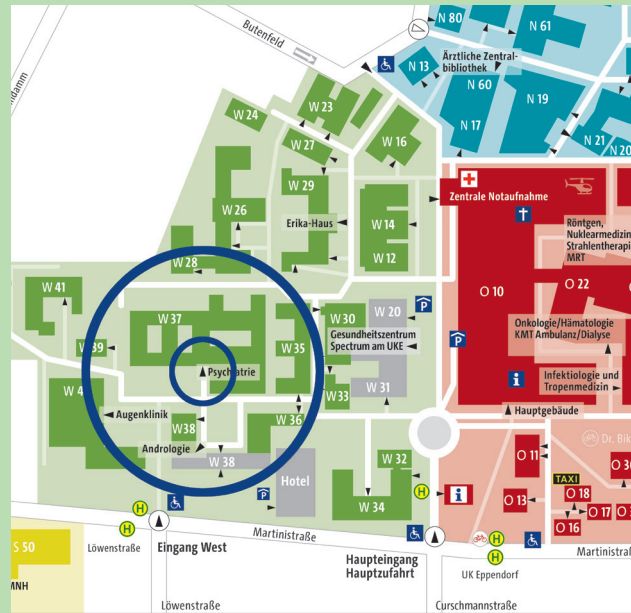 N 80
N 61
Butenfeld
Ärztliche Zentral-
bibliothek
N 13
N 60
N 19
N 17
N 21
N 20
W 23
W 24
W 27
W 16
W 29
Zentrale Notaufnahme
W 26
Erika-Haus
W 14
Röntgen,
Nuklearmedizin
Strahlentherapi
MRT
W 28
W 12
W 41
O 10
O 22
W 37
W 30
W 20
P
Gesundheitszentrum
Spectrum am UKE
Onkologie/Hämatologie
KMT Ambulanz/Dialyse
P
W 35
Psychiatrie
W 31
i
Infektiologie und
Tropenmedizin
W 33
Augenklinik
W 36
Hauptgebäude
W 38
Andrologie
W 38
W 32
O 11
Dr. Bik
Hotel
P
H
i
TAXI
O 13
O 18
O 17
W 34
O 16
H
H
Martinistraße
Martinistraß
S 50
Löwenstraße
Eingang West
Haupteingang
Hauptzufahrt
H
H
UK Eppendorf
MNH
Löwenstraße
Curschmannstraße